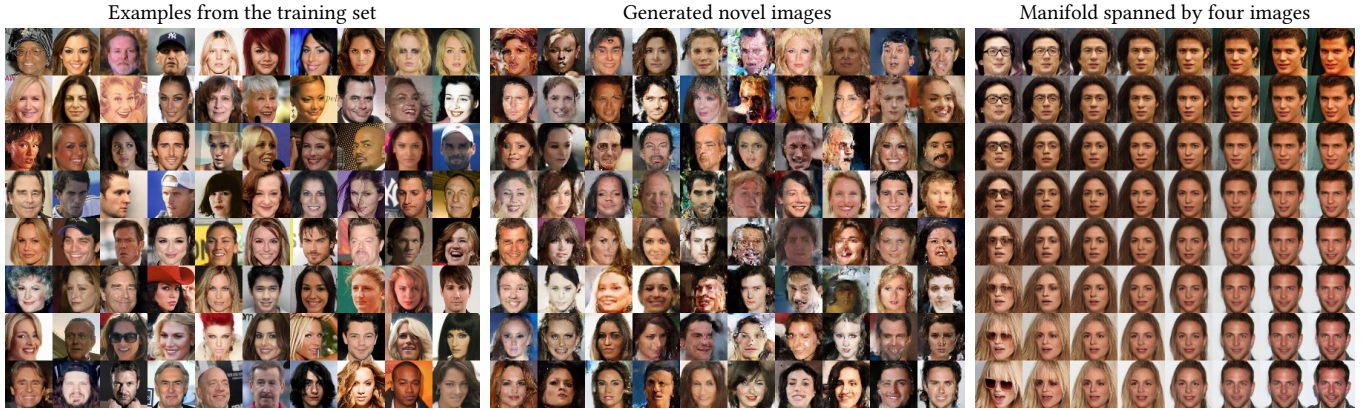 Examples from the training set
Generated novel images
Manifold spanned by four images